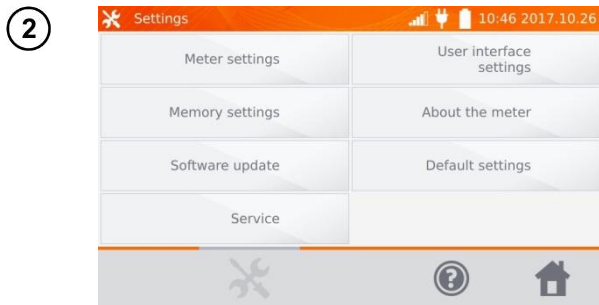 2
Settings
10:46 2017.10.26
Meter settings
User interface
settings
Memory settings
About the meter
Software update
Default settings
Service
?